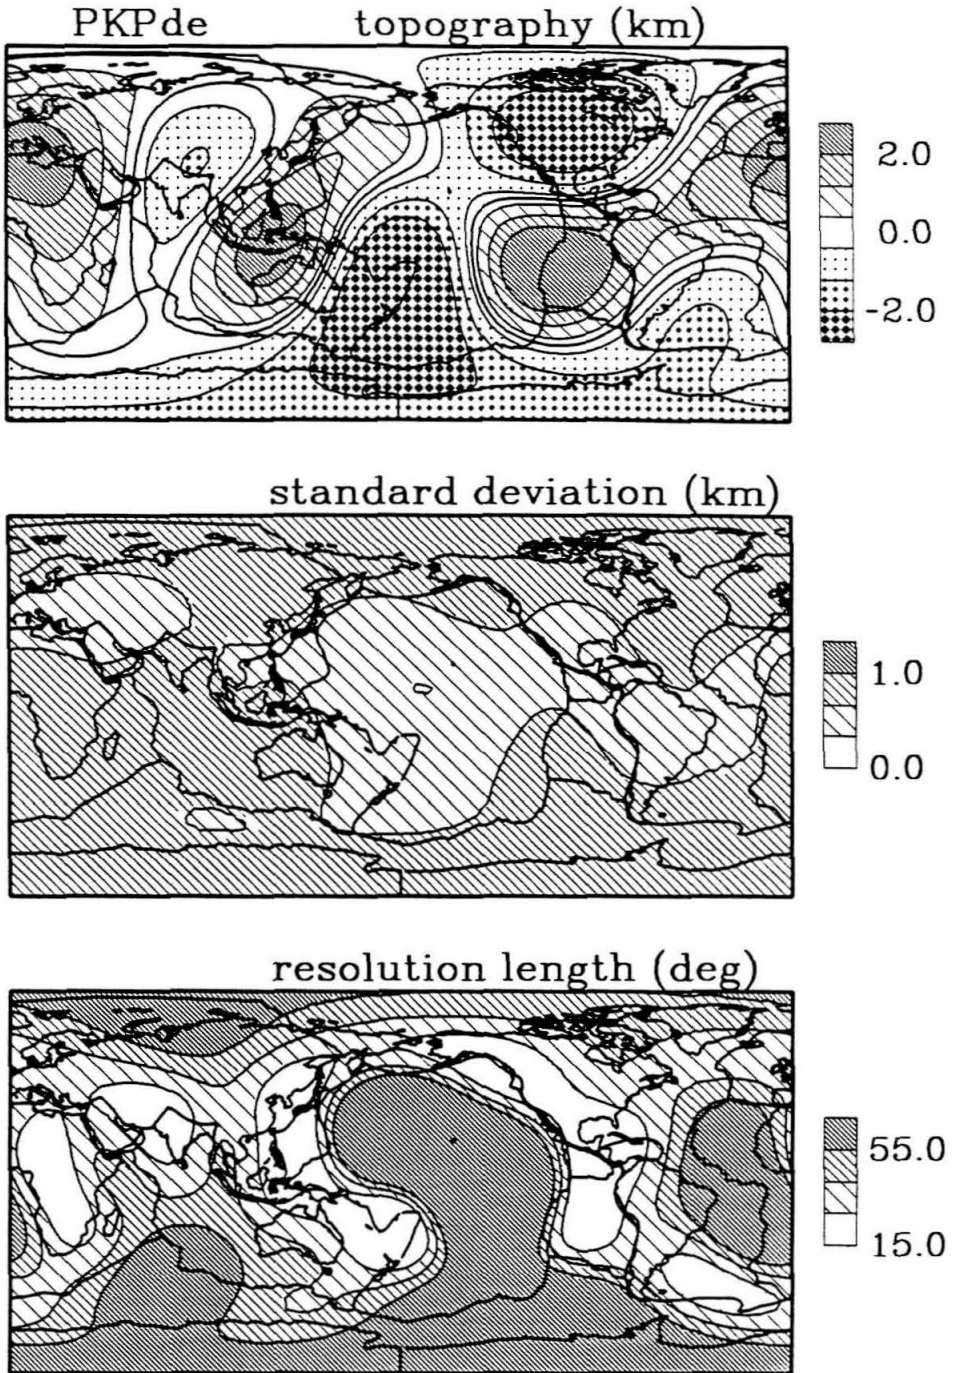 PKPde topography (km)
2.0
0.0
-2.0
standard deviation (km)
1.0
0.0
resolution length (deg)
55.0
15.0